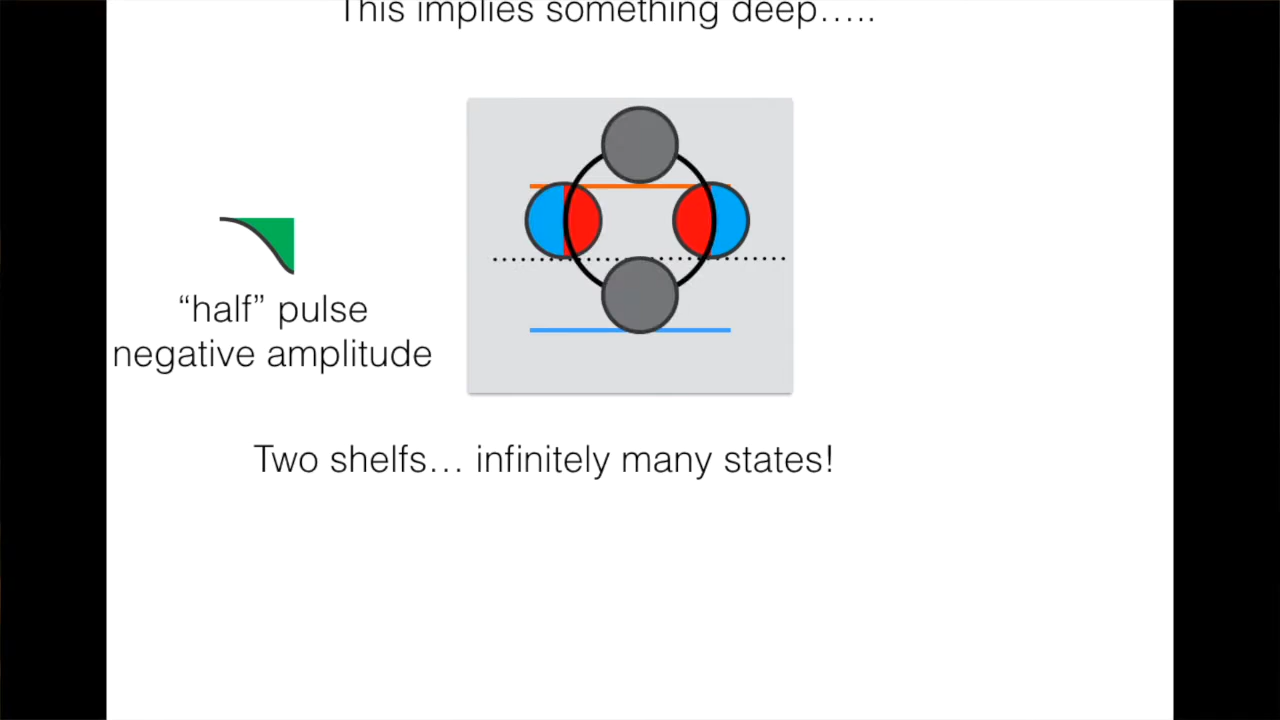 This implies something deep…..
“half” pulse
negative amplitude
Two shelfs… infinitely many states!